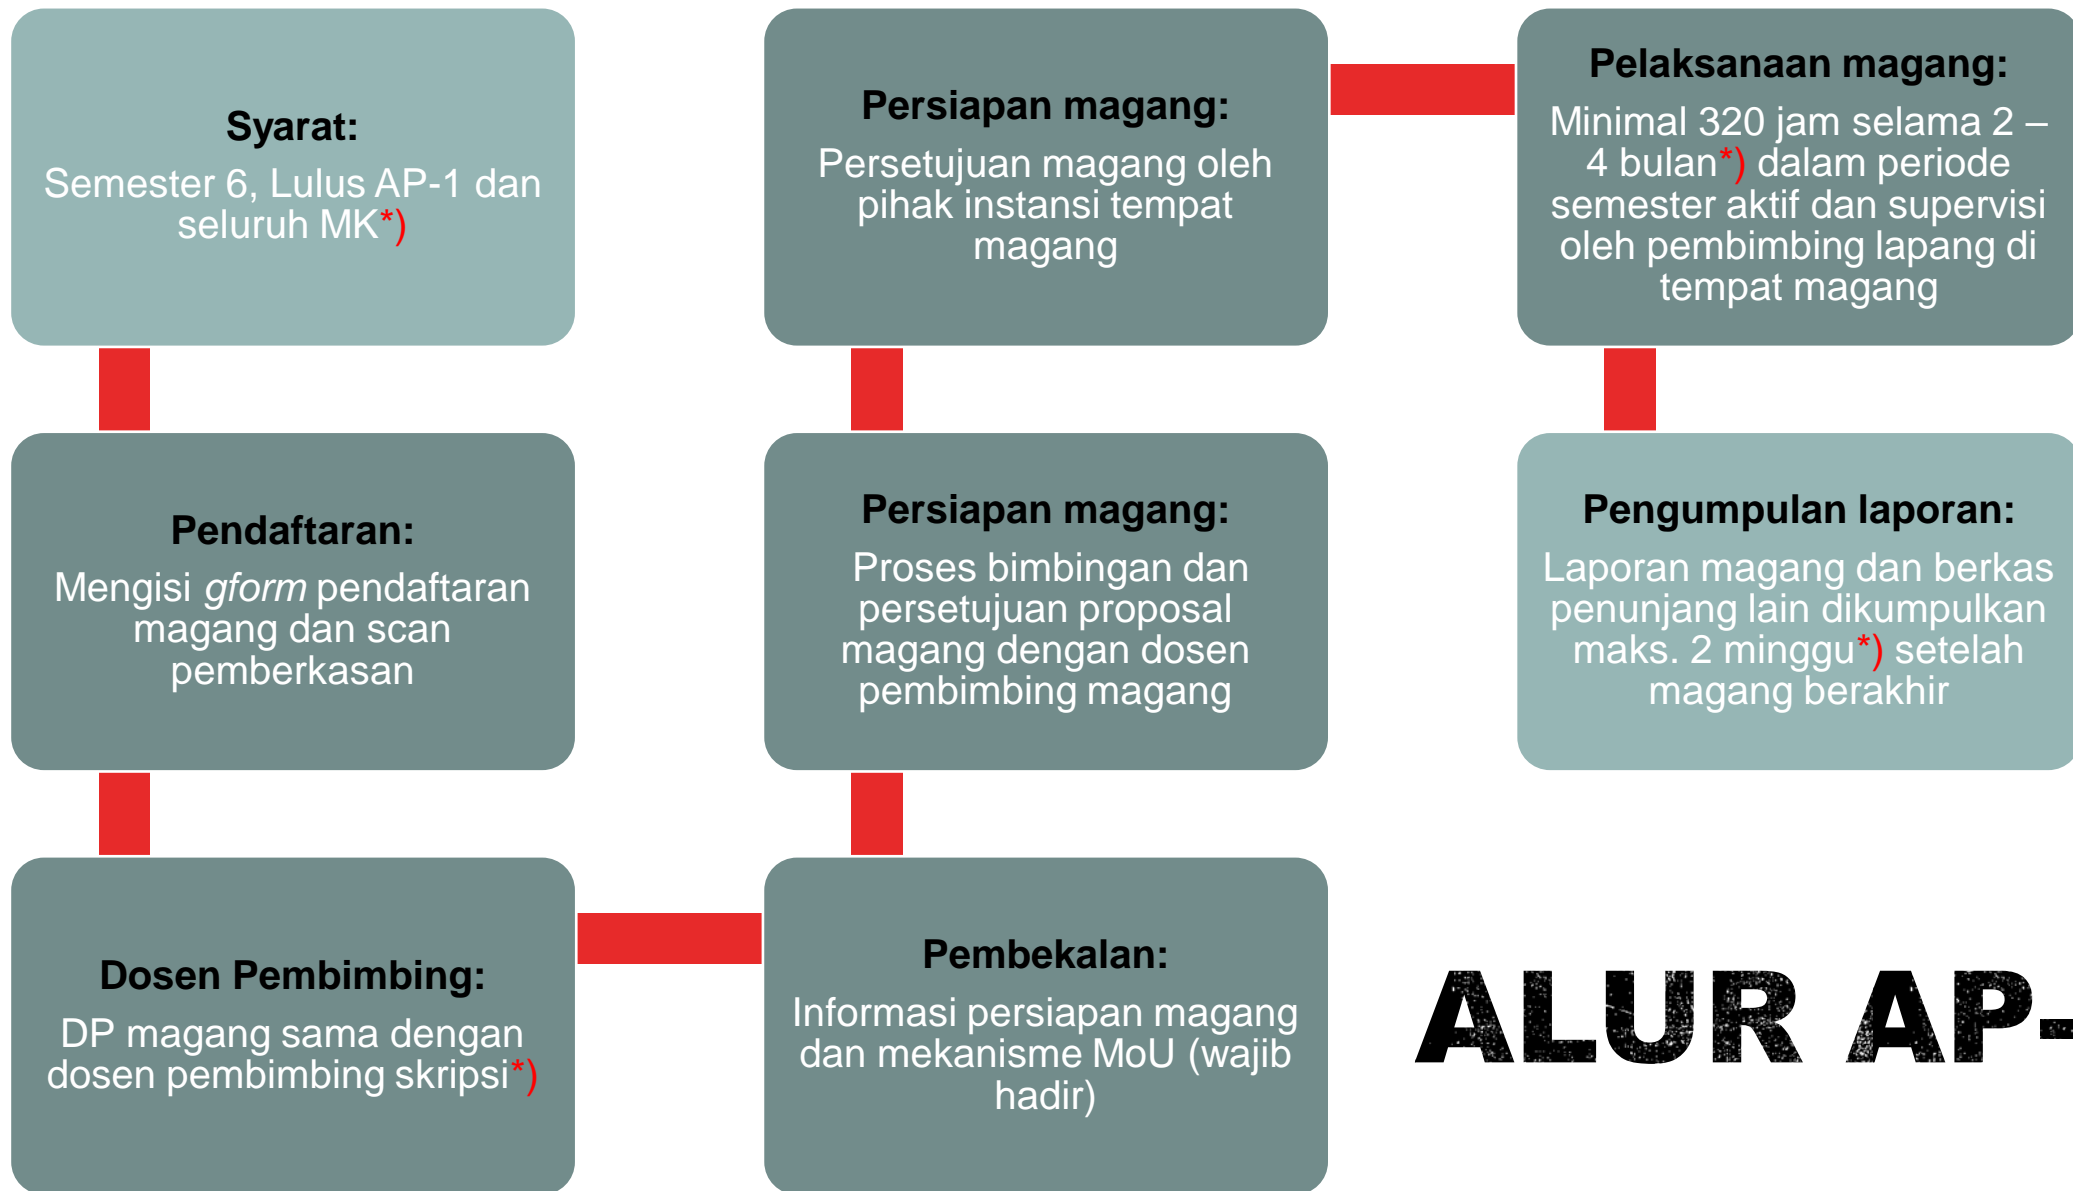 Syarat:
Semester 6, Lulus AP-1 dan
seluruh MK*)
Pendaftaran:
Mengisi gform pendaftaran
magang dan scan
pemberkasan
Dosen Pembimbing:
DP magang sama dengan
dosen pembimbing skripsi*)
Pembekalan:
Informasi persiapan magang
dan mekanisme MoU (wajib
hadir)
Persiapan magang:
Proses bimbingan dan
persetujuan proposal
magang dengan dosen
pembimbing magang
Persiapan magang:
Persetujuan magang oleh
pihak instansi tempat
magang
Pelaksanaan magang:
Minimal 320 jam selama 2 –
4 bulan*) dalam periode
semester aktif dan supervisi
oleh pembimbing lapang di
tempat magang
Pengumpulan laporan:
Laporan magang dan berkas
penunjang lain dikumpulkan
maks. 2 minggu*) setelah
magang berakhir
ALUR AP-